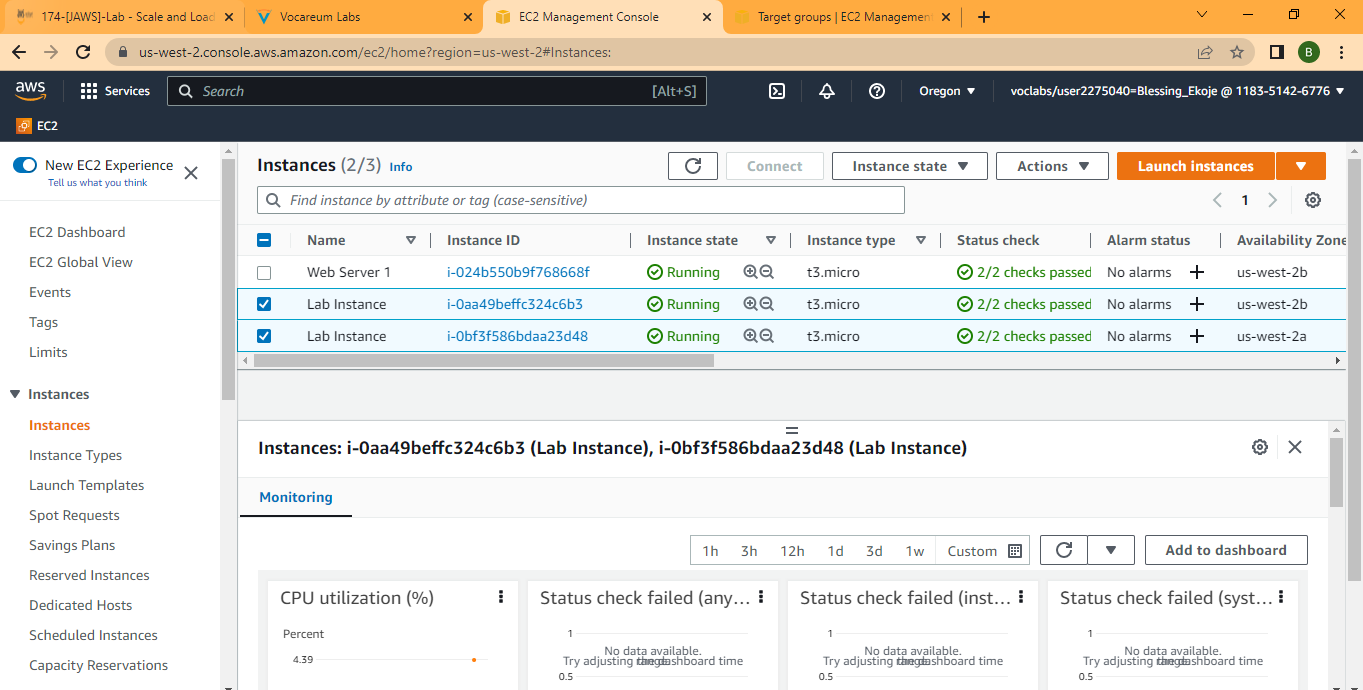 174-[JAWS]-Lab - Scale and Load
Vocareum Labs
EC2 Management Console
Target groups | EC2 Management
us-west-2.console.aws.amazon.com/ec2/home?region=us-west-2#Instances:
B
aws
Services
Search
[Alt+S]
Oregon
voclabs/user2275040=Blessing_Ekoje @ 1183-5142-6776
EC2
New EC2 Experience
Tell us what you think
EC2 Dashboard
EC2 Global View
Events
Tags
Limits
Instances
Instances
Instance Types
Launch Templates
Spot Requests
Savings Plans
Reserved Instances
Dedicated Hosts
Scheduled Instances
Capacity Reservations
Instances (2/3) Info
Connect
Instance state
Actions
Launch instances
Find instance by attribute or tag (case-sensitive)
1
Name Instance ID Instance state Instance type Status check Alarm status Availability Zone
Web Server 1 i-024b550b9f768668f Running t3.micro 2/2 checks passed No alarms us-west-2b
Lab Instance i-0aa49beffc324c6b3 Running t3.micro 2/2 checks passed No alarms us-west-2b
Lab Instance i-0bf3f586bdaa23d48 Running t3.micro 2/2 checks passed No alarms us-west-2a
Instances: i-0aa49beffc324c6b3 (Lab Instance), i-0bf3f586bdaa23d48 (Lab Instance)
Monitoring
1h 3h 12h 1d 3d 1w Custom
Add to dashboard
CPU utilization (%)
Percent
4.39
Status check failed (any...
1
No data available.
Try adjusting the dashboard time
range.
0.5
Status check failed (inst...
1
No data available.
Try adjusting the dashboard time
range.
0.5
Status check failed (syst...
1
No data available.
Try adjusting the dashboard time
range.
0.5